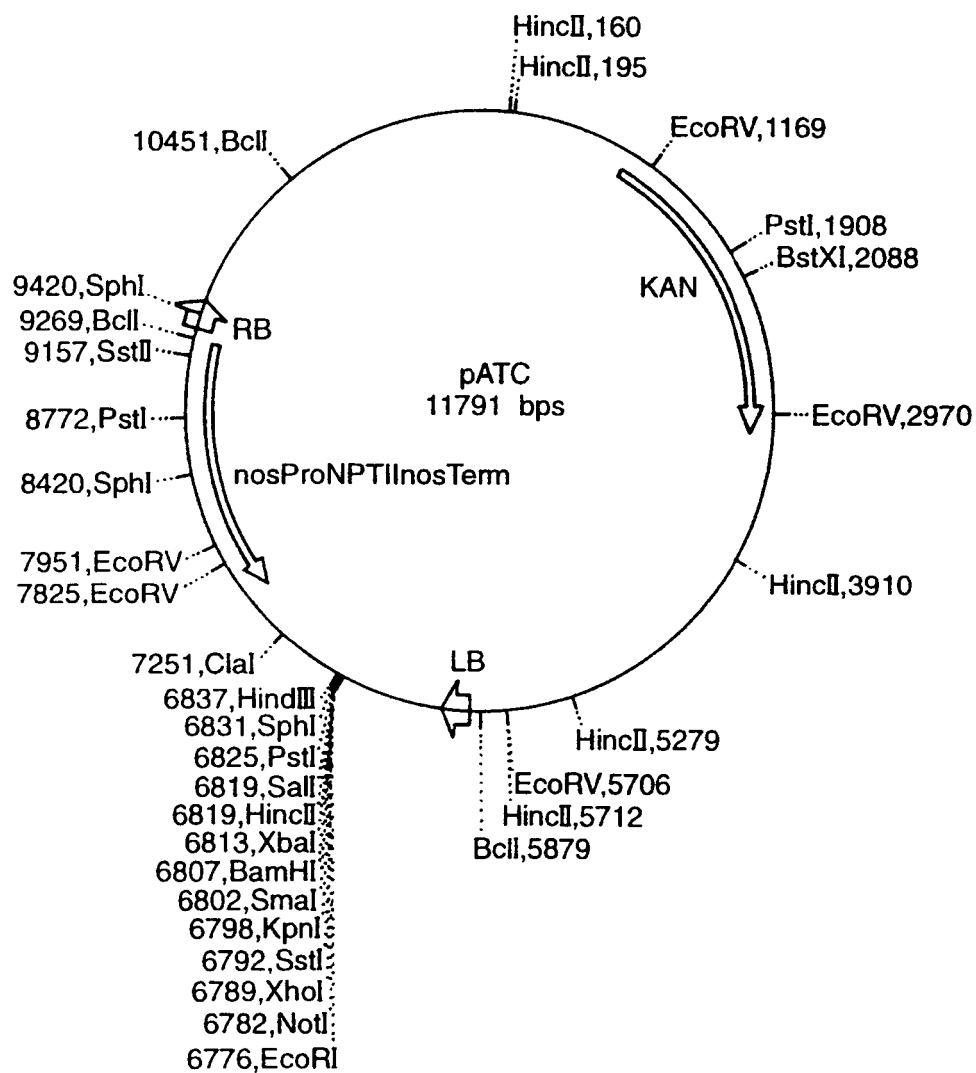 HincⅡ,160
HincⅡ,195
EcoRV,1169
10451,BclI
PstI,1908
BstXI,2088
KAN
9420,SphI
9269,BclI
RB
9157,SstⅡ
pATC
11791 bps
8772,PstI
EcoRV,2970
8420,SphI
nosProNPTIInosTerm
7951,EcoRV
7825,EcoRV
HincⅡ,3910
7251,ClaI
LB
6837,HindⅢ
6831,SphI
6825,PstI
6819,SalI
6819,HincⅡ
6813,XbaI
6807,BamHI
6802,SmaI
6798,KpnI
6792,SstI
6789,XhoI
6782,NotI
6776,EcoRI
HincⅡ,5279
EcoRV,5706
HincⅡ,5712
BclI,5879